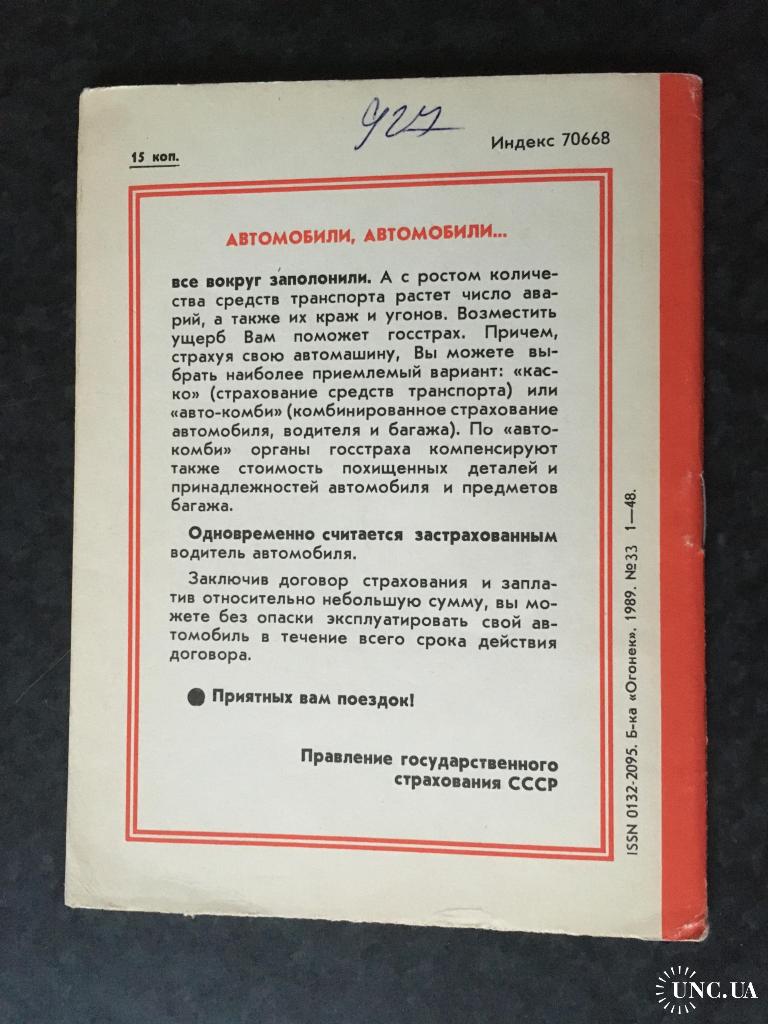 927
15 коп.
Индекс 70668
АВТОМОБИЛИ, АВТОМОБИЛИ...
все вокруг заполонили. А с ростом количе-
ства средств транспорта растет число ава-
рий, а также их краж и угонов. Возместить
ущерб Вам поможет госстрах. Причем,
страхуя свою автомашину, Вы можете вы-
брать наиболее приемлемый вариант: «кас-
ко» (страхование средств транспорта) или
«авто-комби» (комбинированное страхование
автомобиля, водителя и багажа). По «авто-
комби» органы госстраха компенсируют
также стоимость похищенных деталей и
принадлежностей автомобиля и предметов
багажа.
Одновременно считается застрахованным
водитель автомобиля.
Заключив договор страхования и запла-
тив относительно небольшую сумму, вы мо-
жете без опаски эксплуатировать свой ав-
томобиль в течение всего срока действия
договора.
● Приятных вам поездок!
Правление государственного
страхования СССР
ISSN 0132-2095. Б-ка «Огонек». 1989. №33 1—48.
UNC.UA